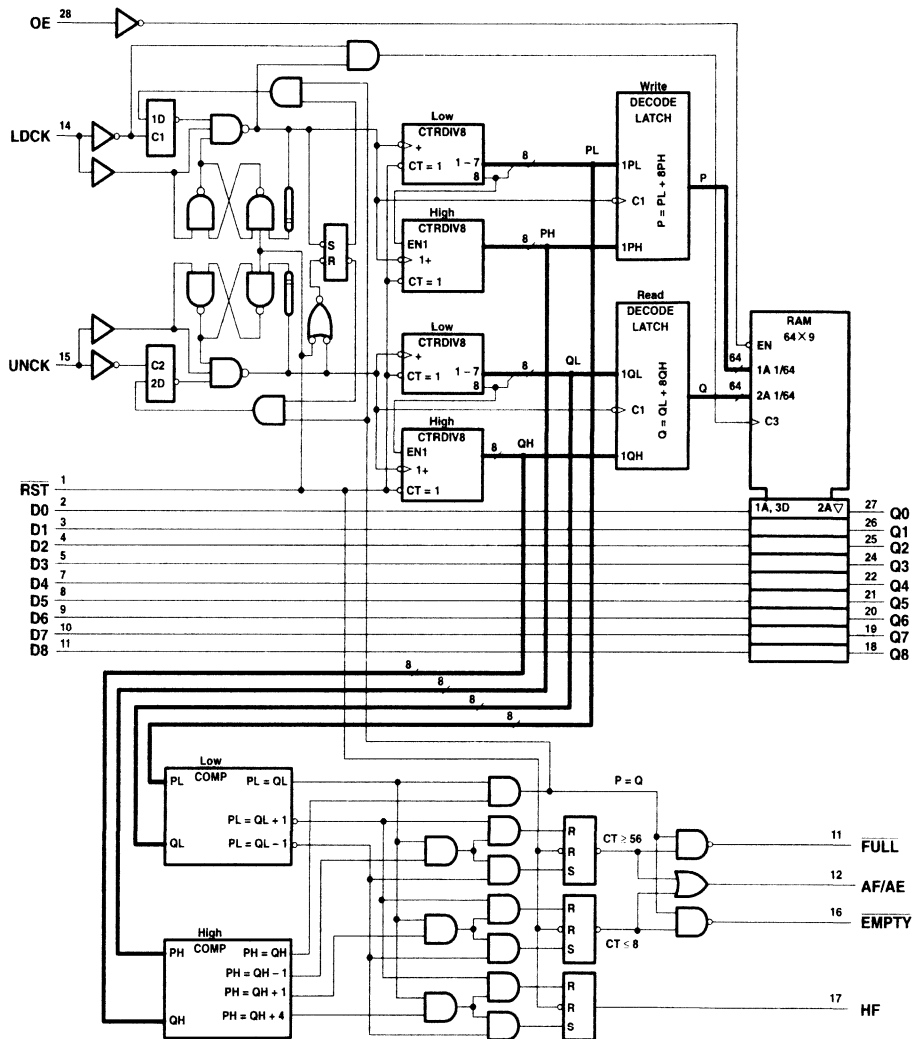 OE 28
LDCK 14
1D
C1
UNCK 15
C2
2D
S
R
Low
CTRDIV8
+
CT = 1
1 – 7
8
8
PL
High
CTRDIV8
EN1
1+
CT = 1
8
PH
Low
CTRDIV8
+
CT = 1
1 – 7
8
8
QL
High
CTRDIV8
EN1
1+
CT = 1
8
QH
Write
DECODE
LATCH
1PL
C1
1PH
P = PL + 8PH
P
Read
DECODE
LATCH
1QL
C1
1QH
Q = QL + 8QH
Q
RAM
64 × 9
EN
64
1A 1/64
64
2A 1/64
C3
1A, 3D 2A▽
RST 1
D0 2
D1 3
D2 4
D3 5
D4 7
D5 8
D6 9
D7 10
D8 11
27 Q0
26 Q1
25 Q2
24 Q3
22 Q4
21 Q5
20 Q6
19 Q7
18 Q8
8
8
8
8
Low
COMP
PL
QL
PL = QL
PL = QL + 1
PL = QL – 1
High
COMP
PH
QH
PH = QH
PH = QH – 1
PH = QH + 1
PH = QH + 4
P = Q
R
R
S
CT ≥ 56
R
R
S
CT ≤ 8
R
R
S
11 FULL
12 AF/AE
16 EMPTY
17 HF